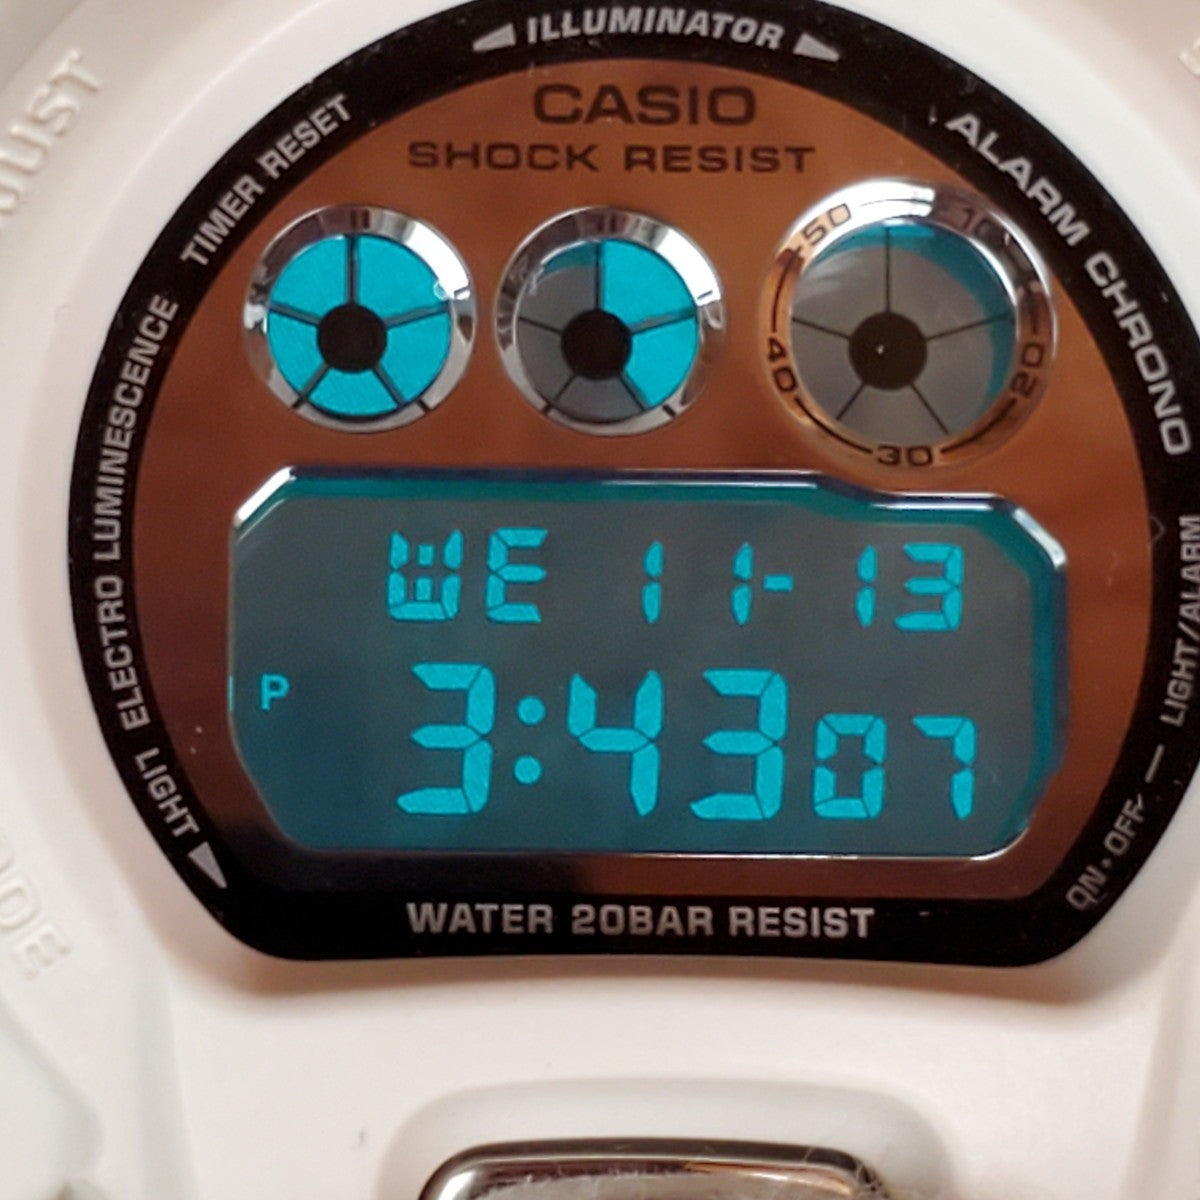 ILLUMINATOR
CASIO
SHOCK RESIST
TIMER RESET
ALARM CHRONO
50 10
40 20
30
ELECTRO LUMINESCENCE
WE 11-13
P 3:43 07
LIGHT/ALARM
ON•OFF
LIGHT
WATER 20BAR RESIST